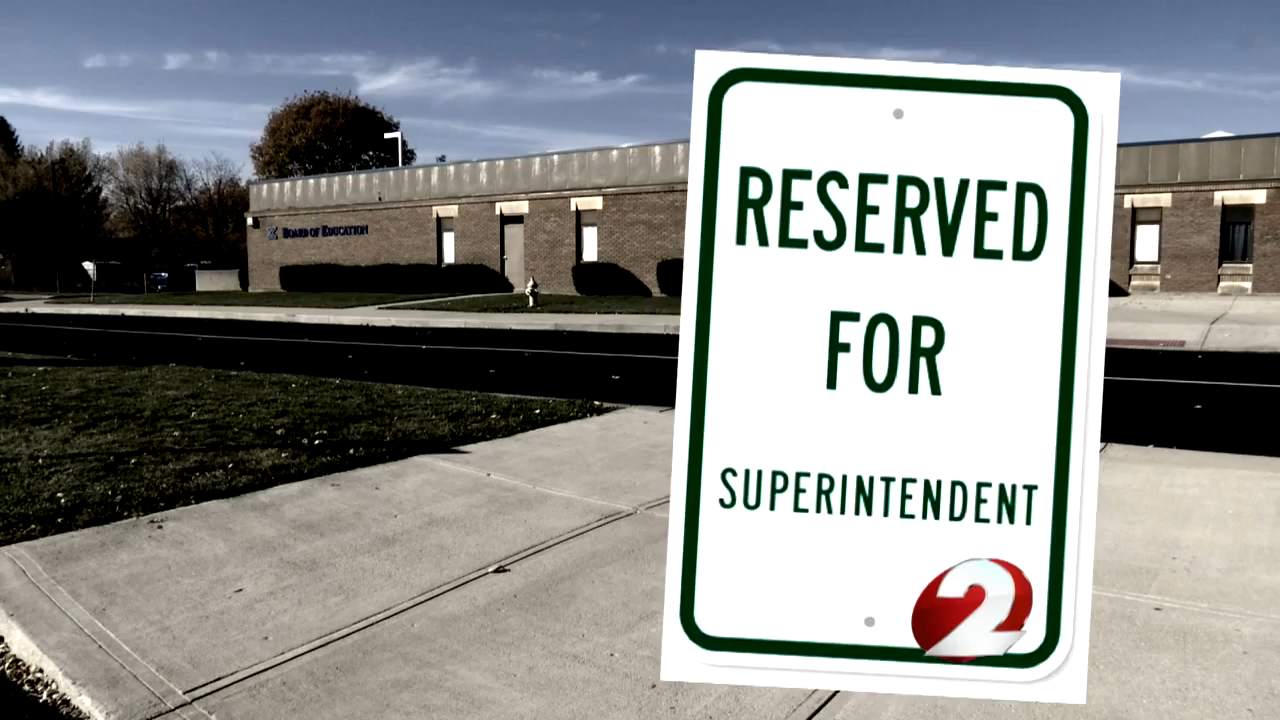 BOARD OF EDUCATION
RESERVED
FOR
SUPERINTENDENT
2